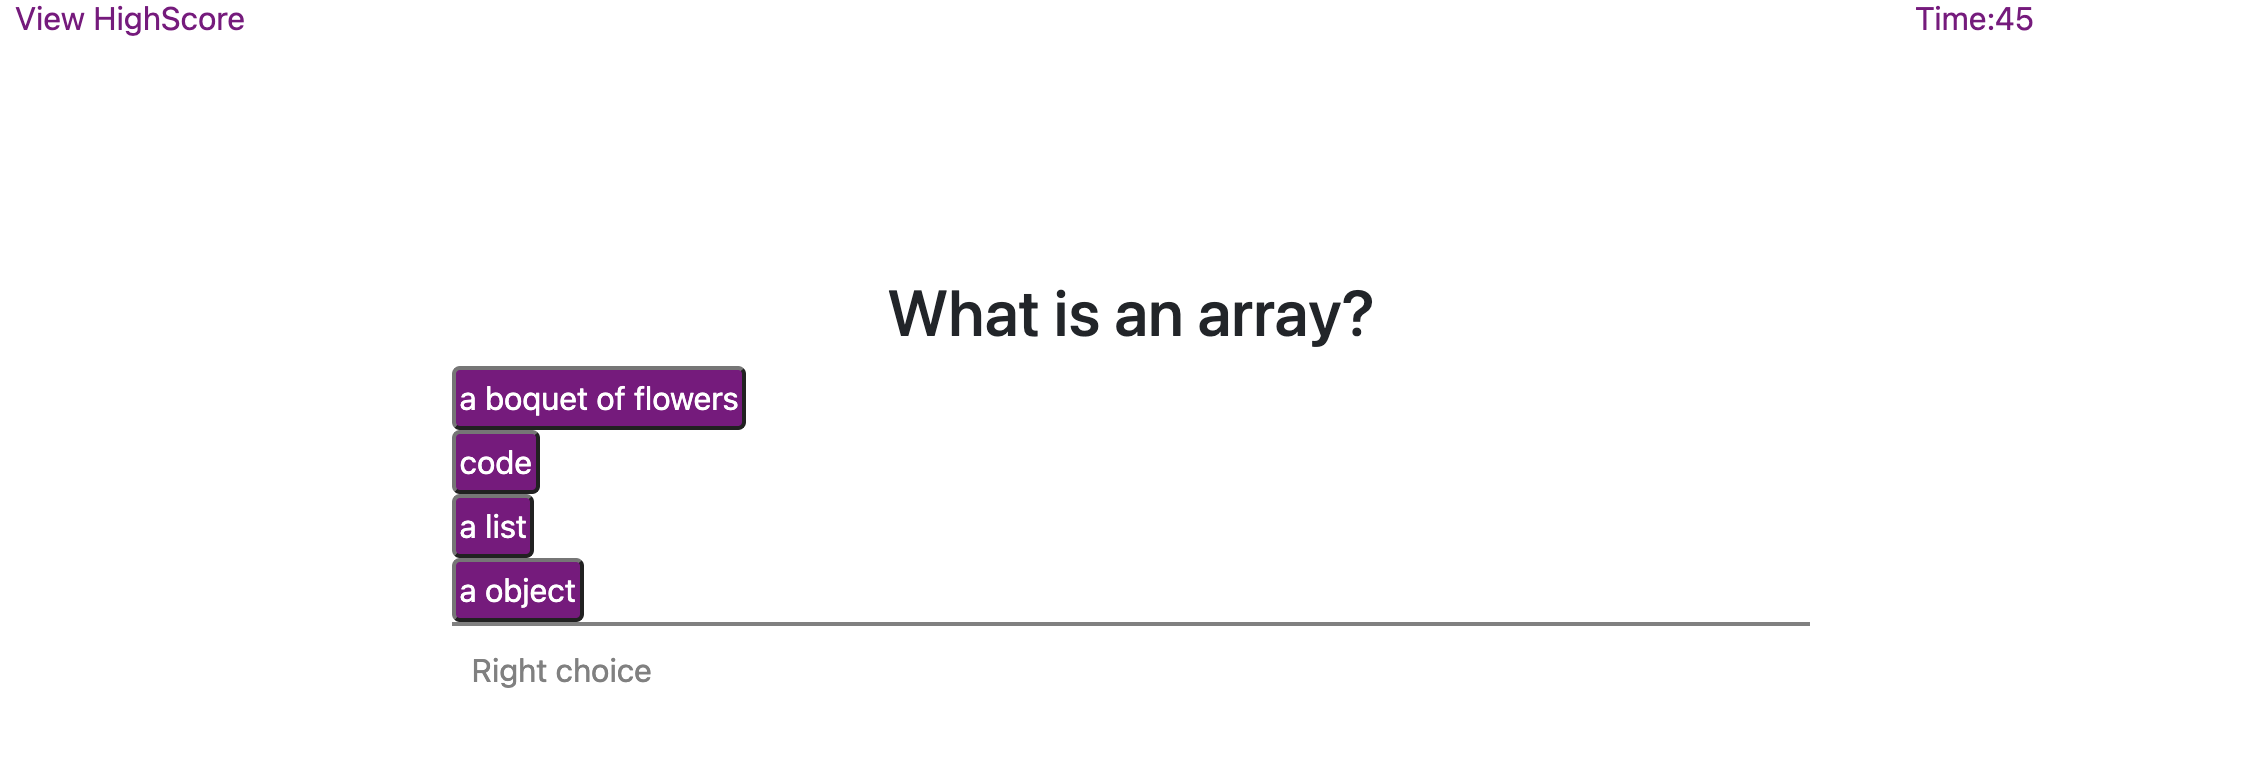 View HighScore
Time:45
What is an array?
a boquet of flowers
code
a list
a object
Right choice